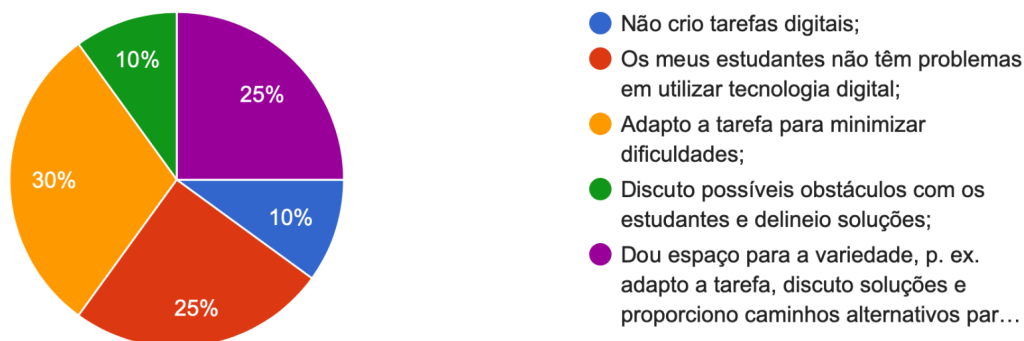 10%
25%
30%
10%
25%
Não crio tarefas digitais;
Os meus estudantes não têm problemas
em utilizar tecnologia digital;
Adapto a tarefa para minimizar
dificuldades;
Discuto possíveis obstáculos com os
estudantes e delineio soluções;
Dou espaço para a variedade, p. ex.
adapto a tarefa, discuto soluções e
proporciono caminhos alternativos par…